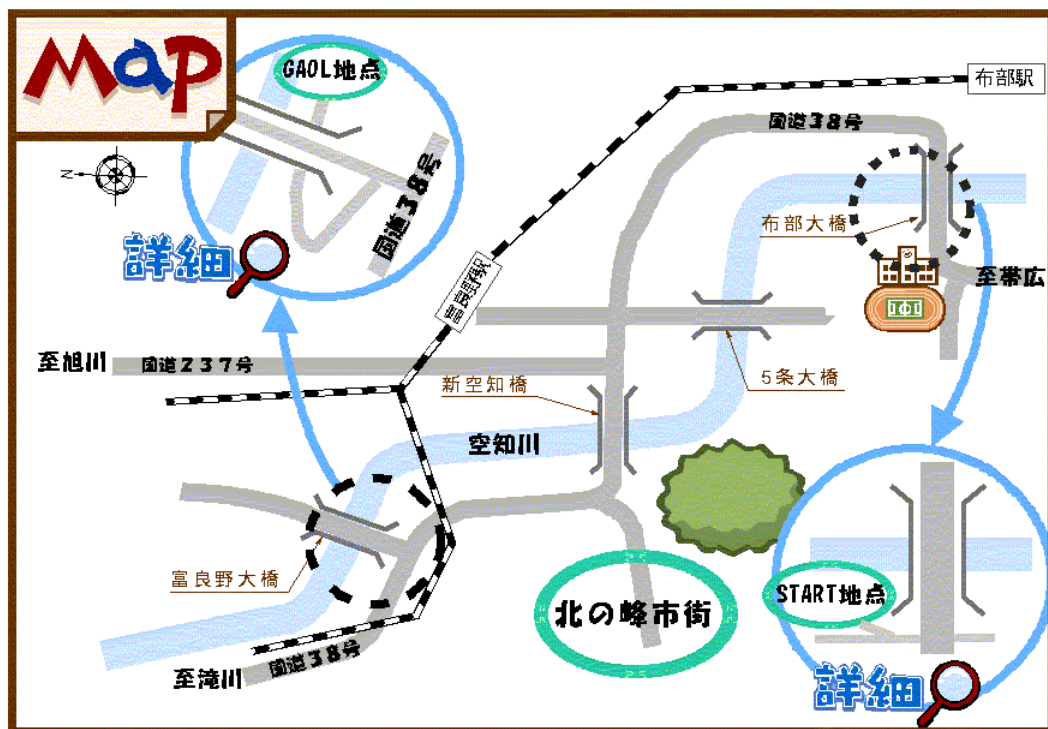 Map
GAOL地点
国道38号
詳細
N
布部駅
国道38号
布部大橋
至帯広
富良野駅
至旭川
国道237号
新空知橋
5条大橋
空知川
富良野大橋
北の峰市街
START地点
詳細
至滝川
国道38号